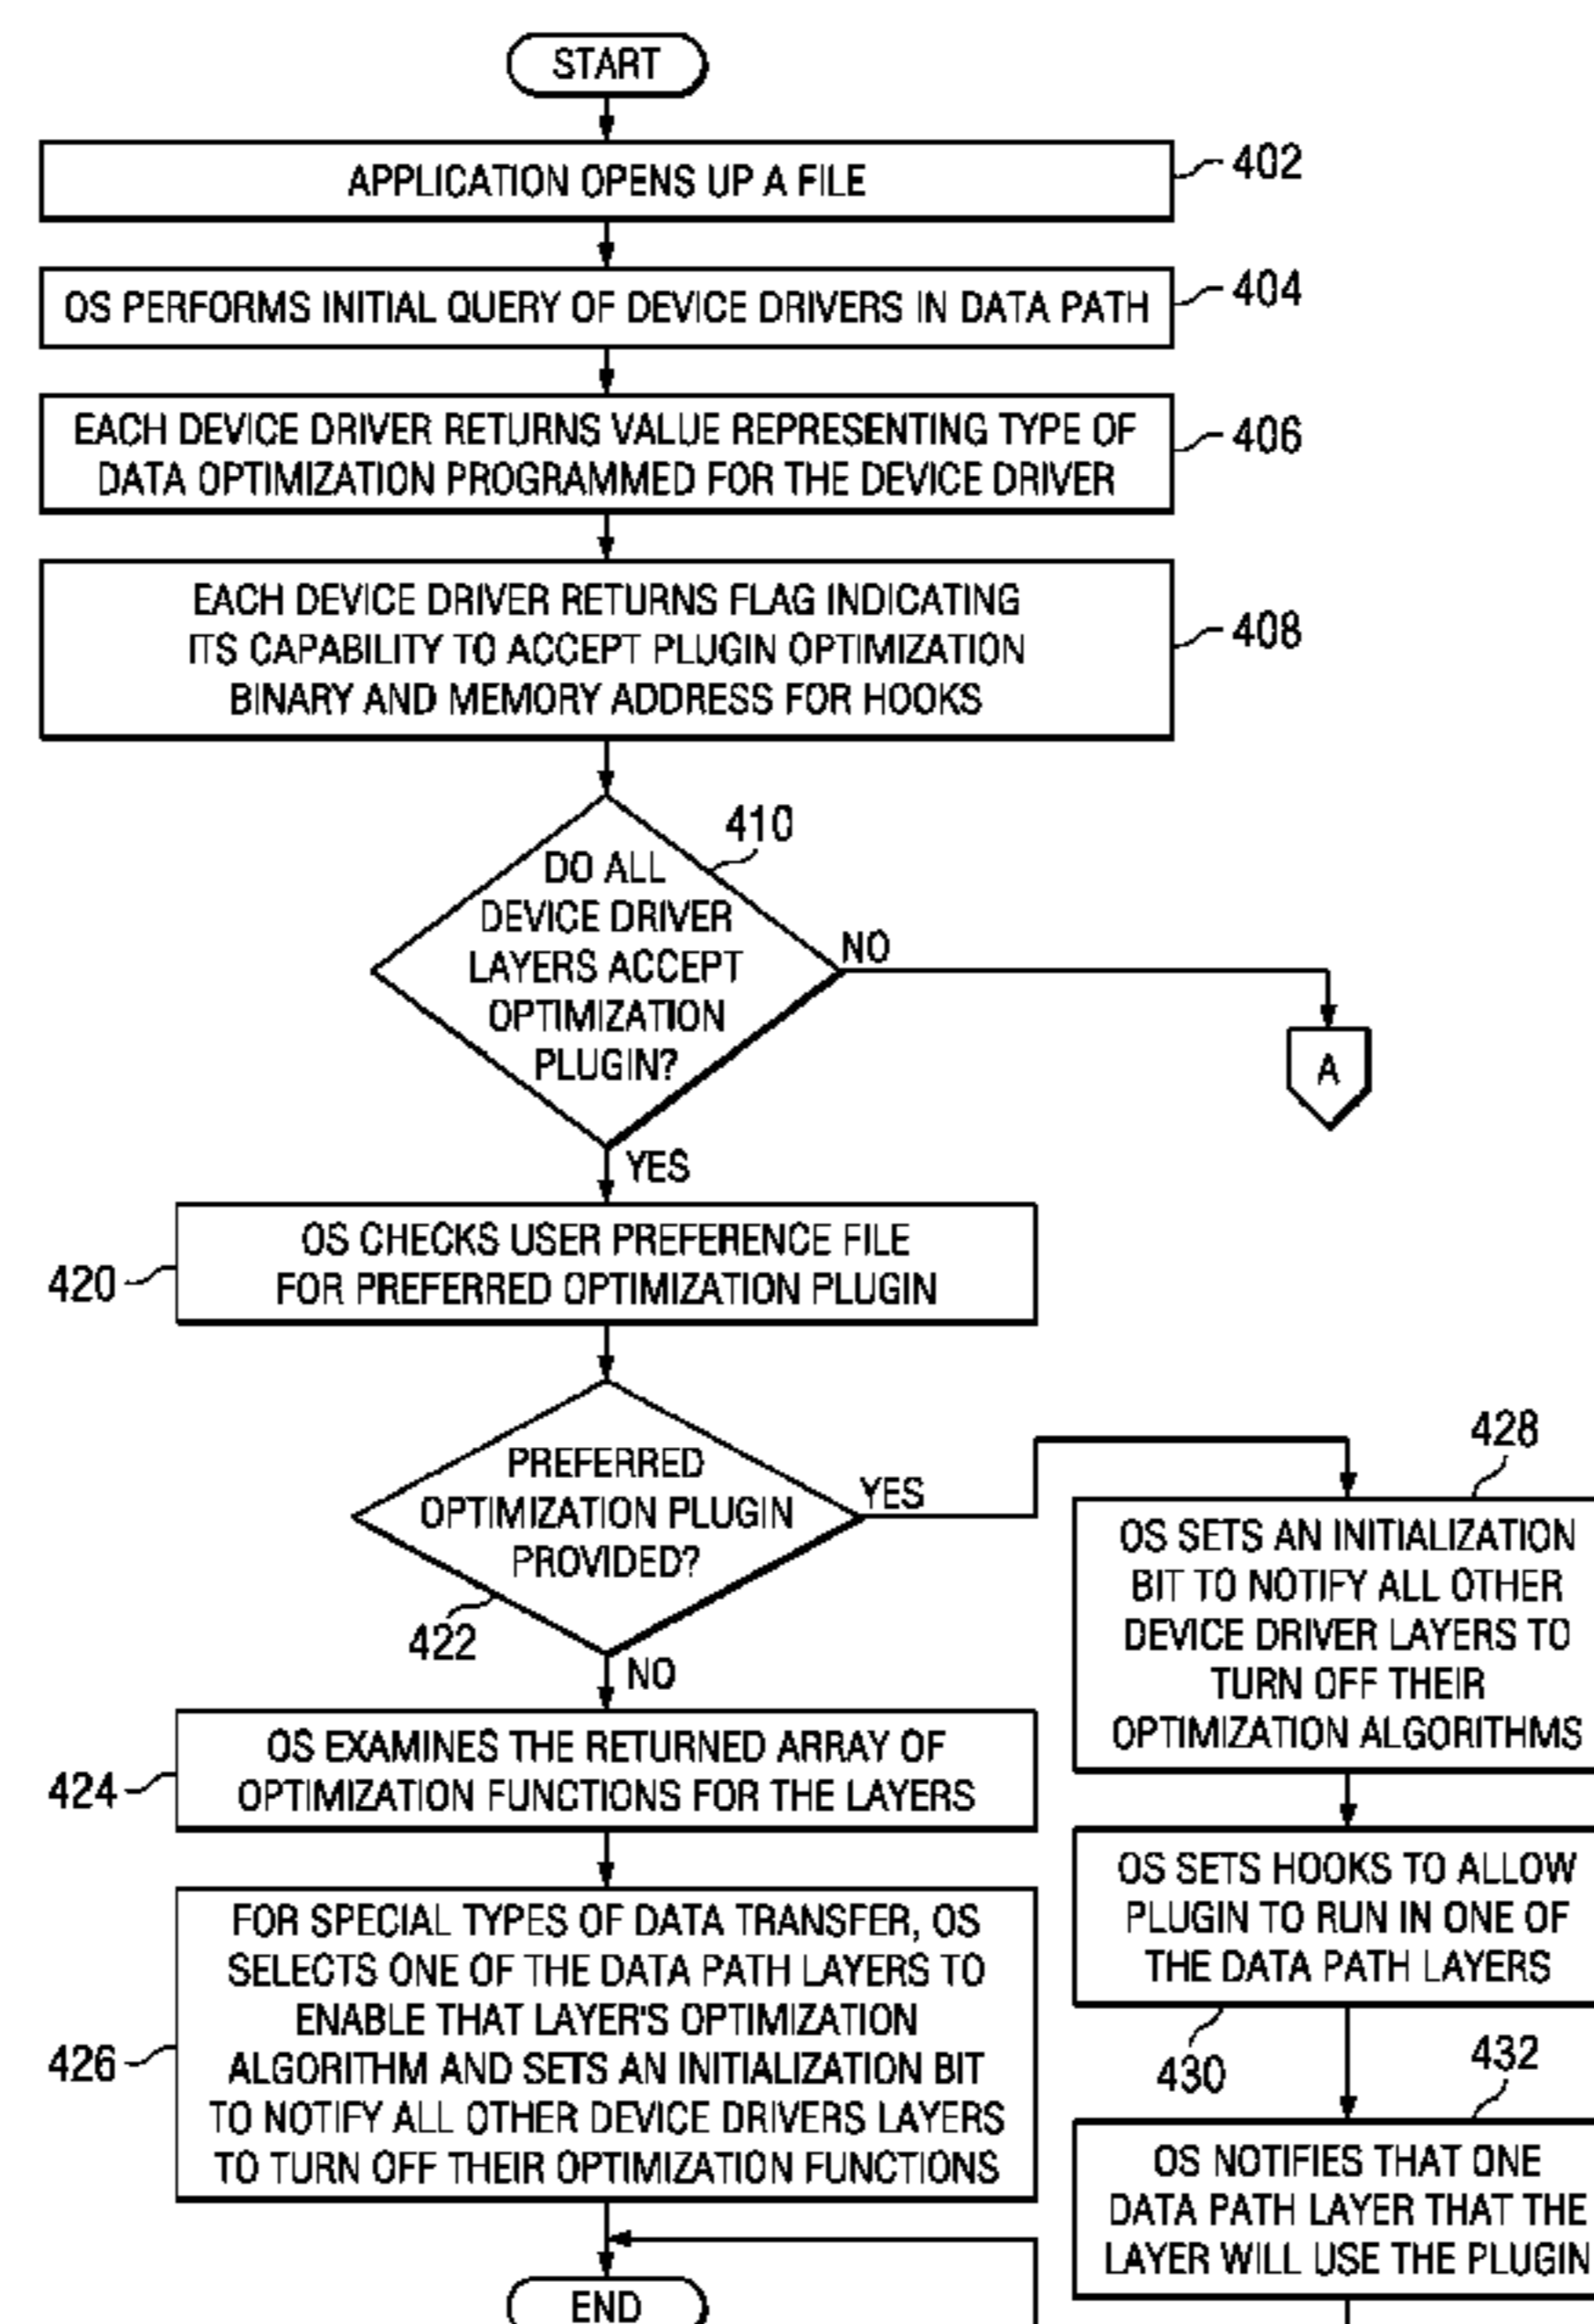 START
APPLICATION OPENS UP A FILE
402
OS PERFORMS INITIAL QUERY OF DEVICE DRIVERS IN DATA PATH
404
EACH DEVICE DRIVER RETURNS VALUE REPRESENTING TYPE OF
DATA OPTIMIZATION PROGRAMMED FOR THE DEVICE DRIVER
406
EACH DEVICE DRIVER RETURNS FLAG INDICATING
ITS CAPABILITY TO ACCEPT PLUGIN OPTIMIZATION
BINARY AND MEMORY ADDRESS FOR HOOKS
408
410
DO ALL
DEVICE DRIVER
LAYERS ACCEPT
OPTIMIZATION
PLUGIN?
NO
A
YES
OS CHECKS USER PREFERENCE FILE
FOR PREFERRED OPTIMIZATION PLUGIN
420
PREFERRED
OPTIMIZATION PLUGIN
PROVIDED?
422
YES
NO
OS EXAMINES THE RETURNED ARRAY OF
OPTIMIZATION FUNCTIONS FOR THE LAYERS
424
FOR SPECIAL TYPES OF DATA TRANSFER, OS
SELECTS ONE OF THE DATA PATH LAYERS TO
ENABLE THAT LAYER'S OPTIMIZATION
ALGORITHM AND SETS AN INITIALIZATION BIT
TO NOTIFY ALL OTHER DEVICE DRIVERS LAYERS
TO TURN OFF THEIR OPTIMIZATION FUNCTIONS
426
428
OS SETS AN INITIALIZATION
BIT TO NOTIFY ALL OTHER
DEVICE DRIVER LAYERS TO
TURN OFF THEIR
OPTIMIZATION ALGORITHMS
OS SETS HOOKS TO ALLOW
PLUGIN TO RUN IN ONE OF
THE DATA PATH LAYERS
430
432
OS NOTIFIES THAT ONE
DATA PATH LAYER THAT THE
LAYER WILL USE THE PLUGIN
END